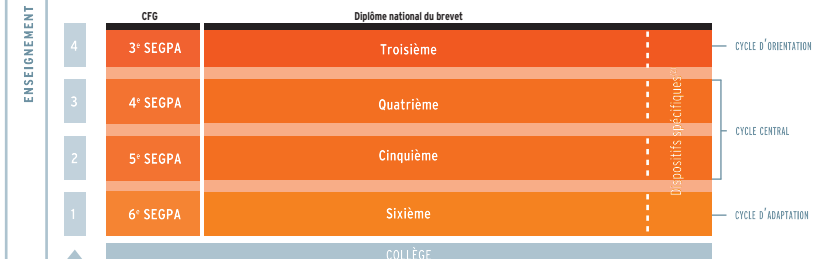 ENSEIGNEMENT
CFG
Diplôme national du brevet
4
3e SEGPA
Troisième
CYCLE D'ORIENTATION
3
4e SEGPA
Quatrième
Dispositifs spécifiques
CYCLE CENTRAL
2
5e SEGPA
Cinquième
1
6e SEGPA
Sixième
CYCLE D'ADAPTATION
COLLÈGE